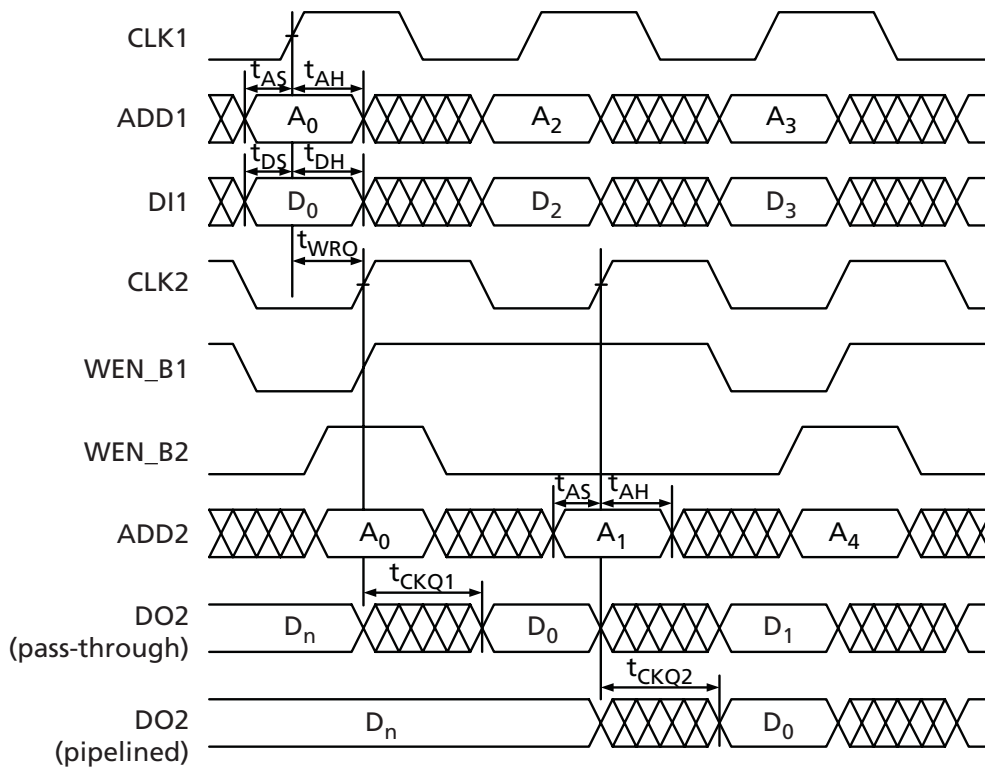 CLK1
tAS tAH
ADD1 A0 A2 A3
tDS tDH
DI1 D0 D2 D3
tWRO
CLK2
WEN_B1
WEN_B2
tAS tAH
ADD2 A0 A1 A4
tCKQ1
DO2
(pass-through)
Dn D0 D1
tCKQ2
DO2
(pipelined)
Dn D0